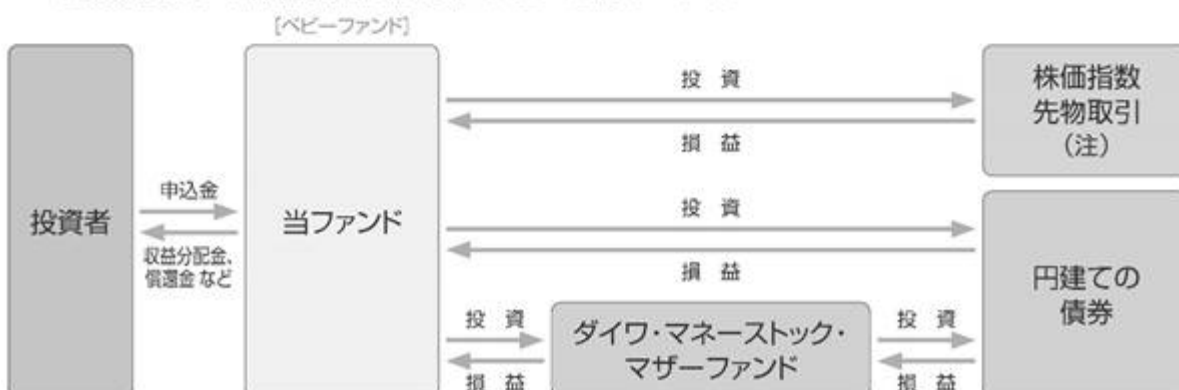 [ベビーファンド]
投資者
申込金
収益分配金、
償還金 など
当ファンド
投 資
損 益
株価指数
先物取引
(注)
投 資
損 益
円建ての
債券
投 資
損 益
ダイワ・マネーストック・
マザーファンド
投 資
損 益